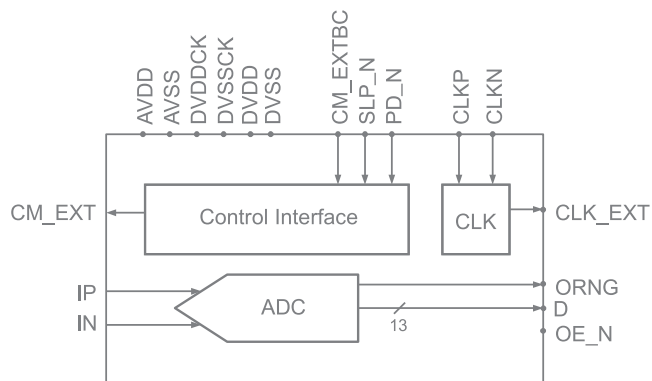 AVDD
AVSS
DVDDCK
DVSSCK
DVDD
DVSS
CM_EXTBC
SLP_N
PD_N
CLKP
CLKN
CM_EXT
Control Interface
CLK
CLK_EXT
IP
IN
ADC
13
ORNG
D
OE_N